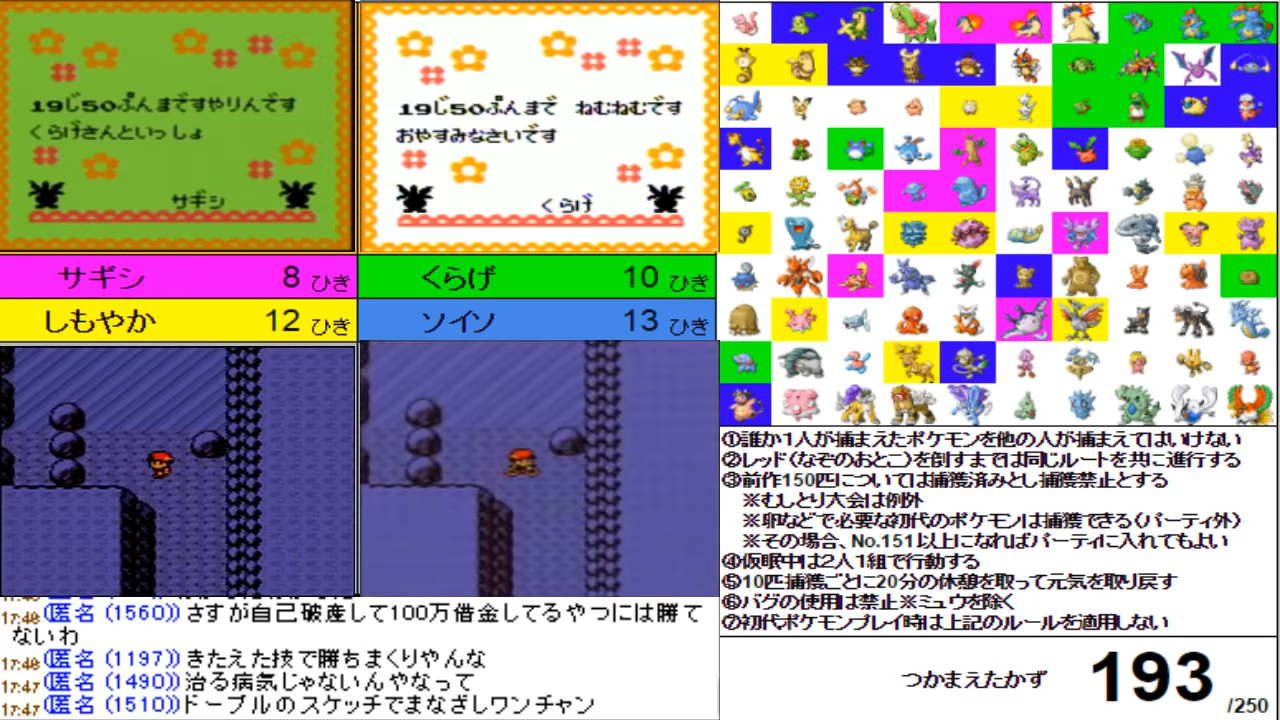 19じ50ぷんまですやりんです
くらげさんといっしょ
サギシ
19じ50ぷんまで ねむねむです
おやすみなさいです
くらげ
サギシ 8 ひき
くらげ 10 ひき
しもやか 12 ひき
ソイソ 13 ひき
17:48 (匿名 (1560)) さすが自己破産して100万借金してるやつには勝て
ないわ
17:48 (匿名 (1197)) きたえた技で勝ちまくりやんな
17:47 (匿名 (1490)) 治る病気じゃないんやなって
17:47 (匿名 (1510)) ドーブルのスケッチでまなざしワンチャン
①誰か1人が捕まえたポケモンを他の人が捕まえてはいけない
②レッド(なぞのおとこ)を倒すまでは同じルートを共に進行する
③前作150匹については捕獲済みとし捕獲禁止とする
※むしとり大会は例外
※卵などで必要な初代のポケモンは捕獲できる(パーティ外)
※その場合、No.151以上になればパーティに入れてもよい
④仮眠中は2人1組で行動する
⑤10匹捕獲ごとに20分の休憩を取って元気を取り戻す
⑥バグの使用は禁止※ミュウを除く
⑦初代ポケモンプレイ時は上記のルールを適用しない
つかまえたかず 193 /250